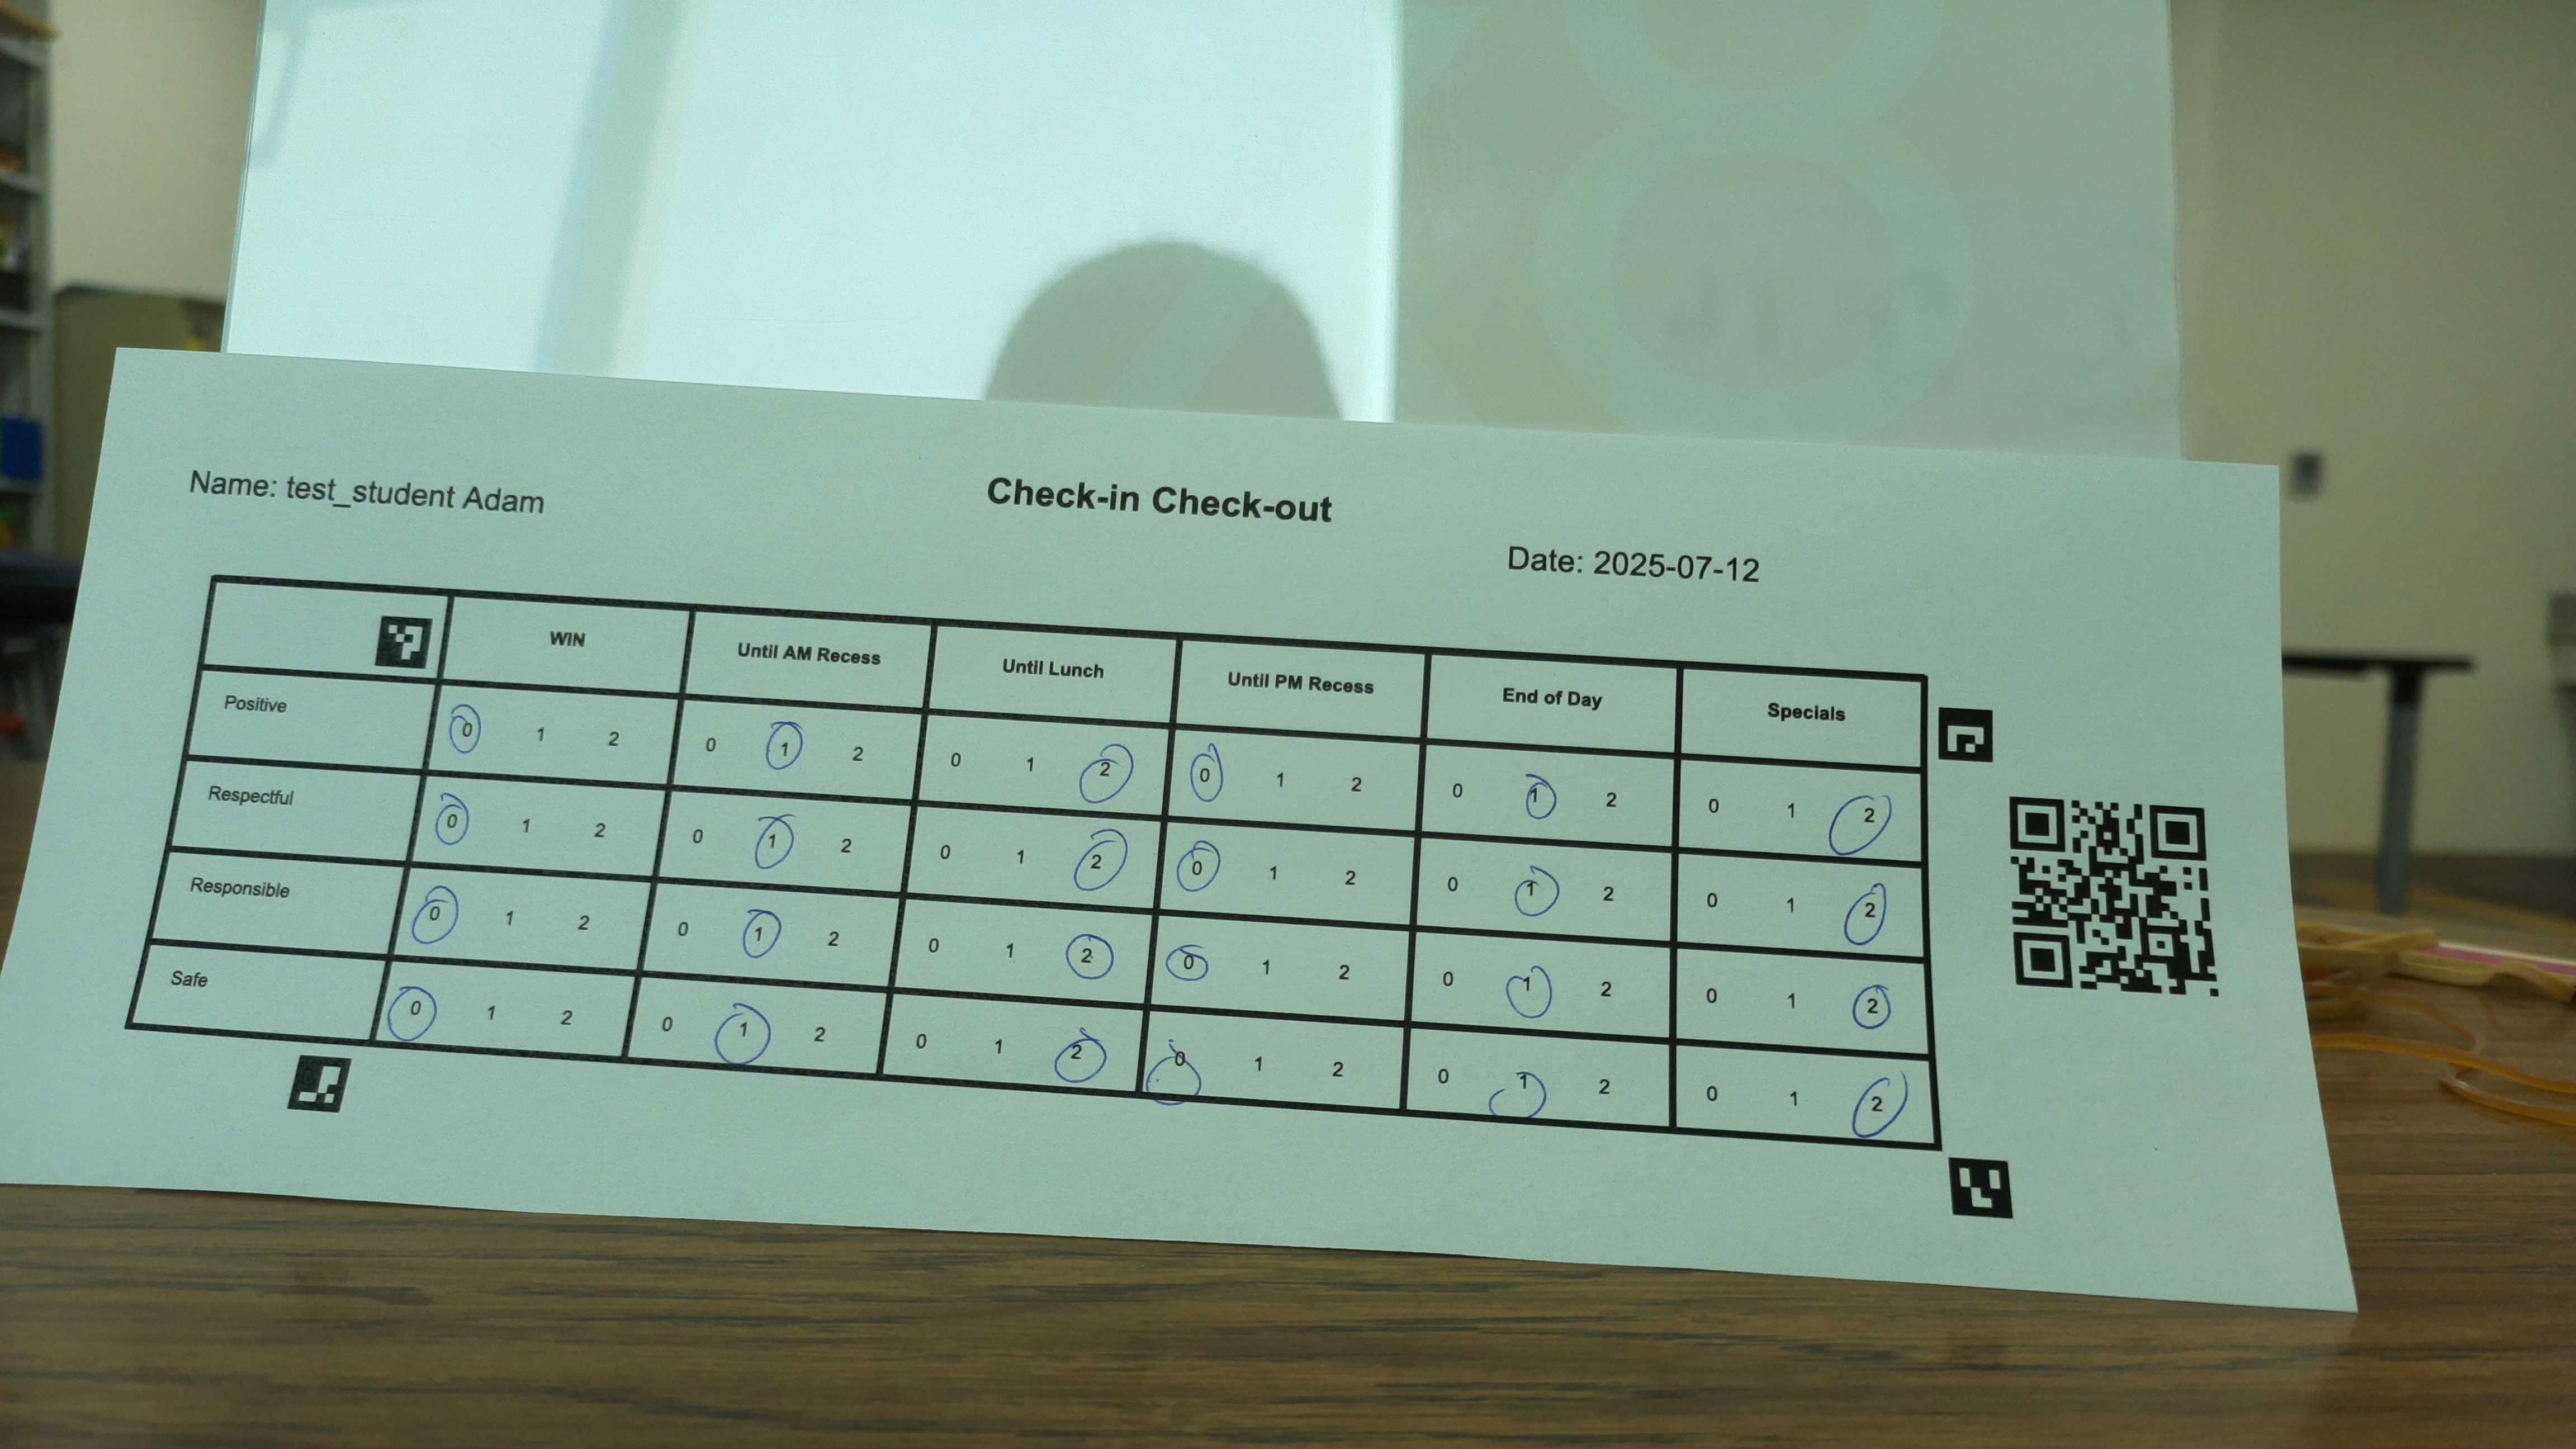 Name: test_student Adam
Check-in Check-out
Date: 2025-07-12
WIN Until AM Recess Until Lunch Until PM Recess End of Day Specials
Positive 0 1 2 0 1 2 0 1 2 0 1 2 0 1 2 0 1 2
Respectful 0 1 2 0 1 2 0 1 2 0 1 2 0 1 2 0 1 2
Responsible 0 1 2 0 1 2 0 1 2 0 1 2 0 1 2 0 1 2
Safe 0 1 2 0 1 2 0 1 2 0 1 2 0 1 2 0 1 2